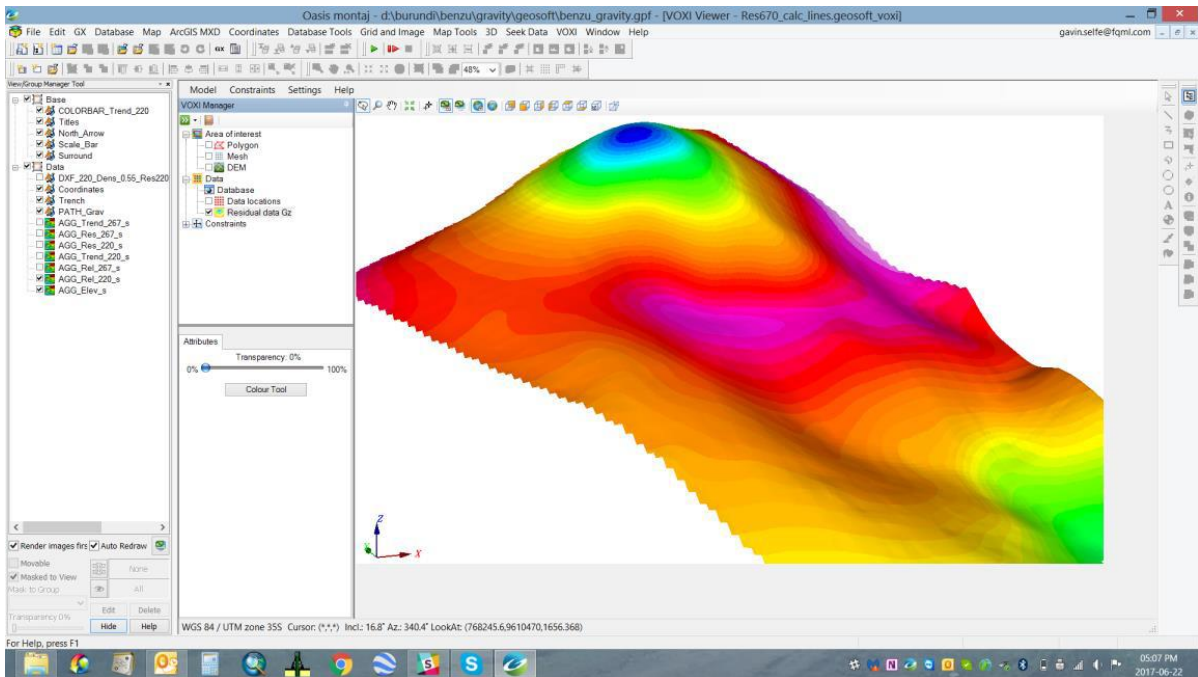 Oasis montaj - d:\burundi\benzu\gravity\geosoft\benzu_gravity.gpf - [VOXI Viewer - Res670_calc_lines.geosoft_voxi]
File Edit GX Database Map ArcGIS MXD Coordinates Database Tools Grid and Image Map Tools 3D Seek Data VOXI Window Help
gavin.selfe@fqml.com
48%
View/Group Manager Tool
Base
COLORBAR_Trend_220
Titles
North_Arrow
Scale_Bar
Surround
Data
DXF_220_Dens_0.55_Res220
Coordinates
Trench
PATH_Grav
AGG_Trend_267_s
AGG_Res_267_s
AGG_Res_220_s
AGG_Trend_220_s
AGG_Rel_267_s
AGG_Rel_220_s
AGG_Elev_s
Render images firs Auto Redraw
Movable
None
Masked to View
Mask to Group
All
Transparency 0%
Edit Delete
Hide Help
Model Constraints Settings Help
VOXI Manager
Area of interest
Polygon
Mesh
DEM
Data
Database
Data locations
Residual data Gz
Constraints
Attributes
Transparency: 0%
0% 100%
Colour Tool
Z
X
WGS 84 / UTM zone 35S Cursor: (*,*,*) Incl.: 16.8° Az.: 340.4° LookAt: (768245.6,9610470,1656.368)
For Help, press F1
05:07 PM
2017-06-22